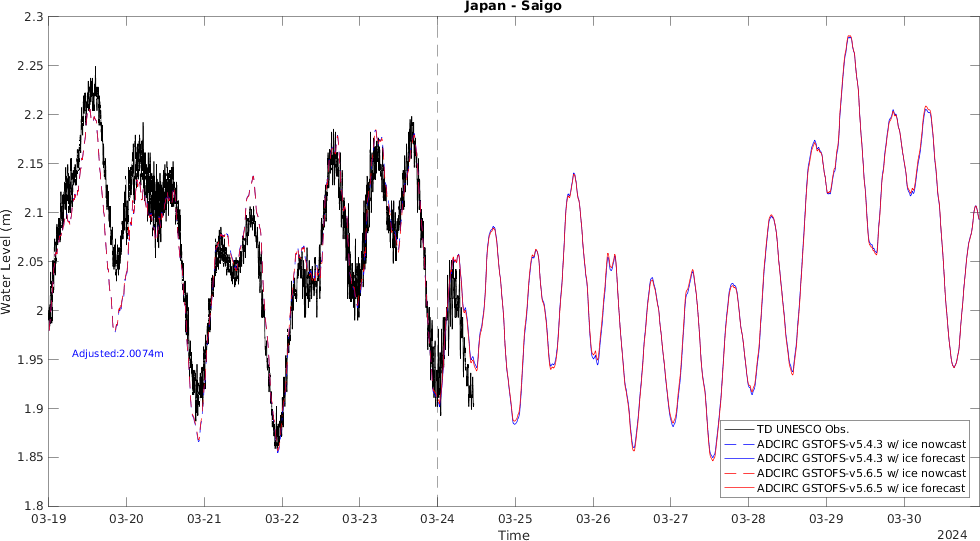 Japan - Saigo
2.3
2.25
2.2
2.15
2.1
2.05
2
1.95
1.9
1.85
1.8
Water Level (m)
Adjusted:2.0074m
TD UNESCO Obs.
ADCIRC GSTOFS-v5.4.3 w/ ice nowcast
ADCIRC GSTOFS-v5.4.3 w/ ice forecast
ADCIRC GSTOFS-v5.6.5 w/ ice nowcast
ADCIRC GSTOFS-v5.6.5 w/ ice forecast
03-19 03-20 03-21 03-22 03-23 03-24 03-25 03-26 03-27 03-28 03-29 03-30
Time
2024